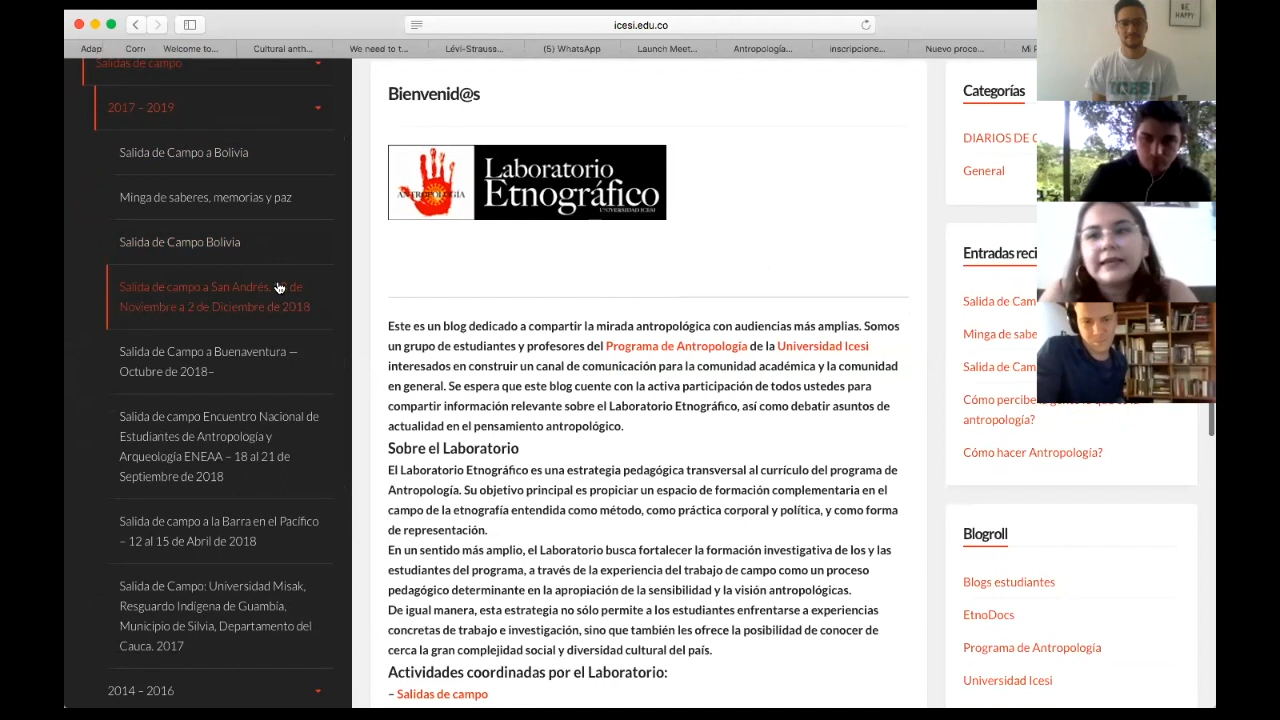 icesi.edu.co
Adap
Corr
Welcome to...
Cultural anth...
We need to t...
Lévi-Strauss...
(5) WhatsApp
Launch Meet...
Antropología...
inscripcione...
Nuevo proce...
Salidas de campo
2017 – 2019
Salida de Campo a Bolivia
Minga de saberes, memorias y paz
Salida de Campo Bolivia
Salida de campo a San Andrés, de
Noviembre a 2 de Diciembre de 2018
Salida de Campo a Buenaventura —
Octubre de 2018–
Salida de campo Encuentro Nacional de
Estudiantes de Antropología y
Arqueología ENEAA – 18 al 21 de
Septiembre de 2018
Salida de campo a la Barra en el Pacífico
– 12 al 15 de Abril de 2018
Salida de Campo: Universidad Misak,
Resguardo Indígena de Guambía,
Municipio de Silvia, Departamento del
Cauca. 2017
2014 – 2016
Bienvenid@s
ANTROPOLOGÍA
Laboratorio
Etnográfico
UNIVERSIDAD ICESI
Este es un blog dedicado a compartir la mirada antropológica con audiencias más amplias. Somos
un grupo de estudiantes y profesores del Programa de Antropología de la Universidad Icesi
interesados en construir un canal de comunicación para la comunidad académica y la comunidad
en general. Se espera que este blog cuente con la activa participación de todos ustedes para
compartir información relevante sobre el Laboratorio Etnográfico, así como debatir asuntos de
actualidad en el pensamiento antropológico.
Sobre el Laboratorio
El Laboratorio Etnográfico es una estrategia pedagógica transversal al currículo del programa de
Antropología. Su objetivo principal es propiciar un espacio de formación complementaria en el
campo de la etnografía entendida como método, como práctica corporal y política, y como forma
de representación.
En un sentido más amplio, el Laboratorio busca fortalecer la formación investigativa de los y las
estudiantes del programa, a través de la experiencia del trabajo de campo como un proceso
pedagógico determinante en la apropiación de la sensibilidad y la visión antropológicas.
De igual manera, esta estrategia no sólo permite a los estudiantes enfrentarse a experiencias
concretas de trabajo e investigación, sino que también les ofrece la posibilidad de conocer de
cerca la gran complejidad social y diversidad cultural del país.
Actividades coordinadas por el Laboratorio:
– Salidas de campo
Categorías
DIARIOS DE C
General
Entradas reci
Salida de Cam
Minga de sabe
Salida de Cam
Cómo percibe
antropología?
Cómo hacer Antropología?
Blogroll
Blogs estudiantes
EtnoDocs
Programa de Antropología
Universidad Icesi
BE
HAPPY
ICESI